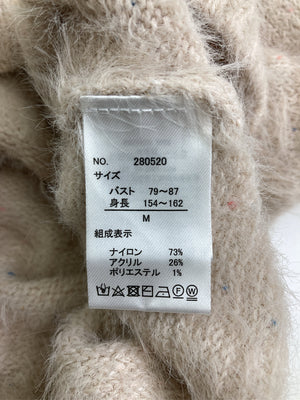 NO. 280520
サイズ
バスト 79〜87
身長 154〜162
M
組成表示
ナイロン 73%
アクリル 26%
ポリエステル 1%